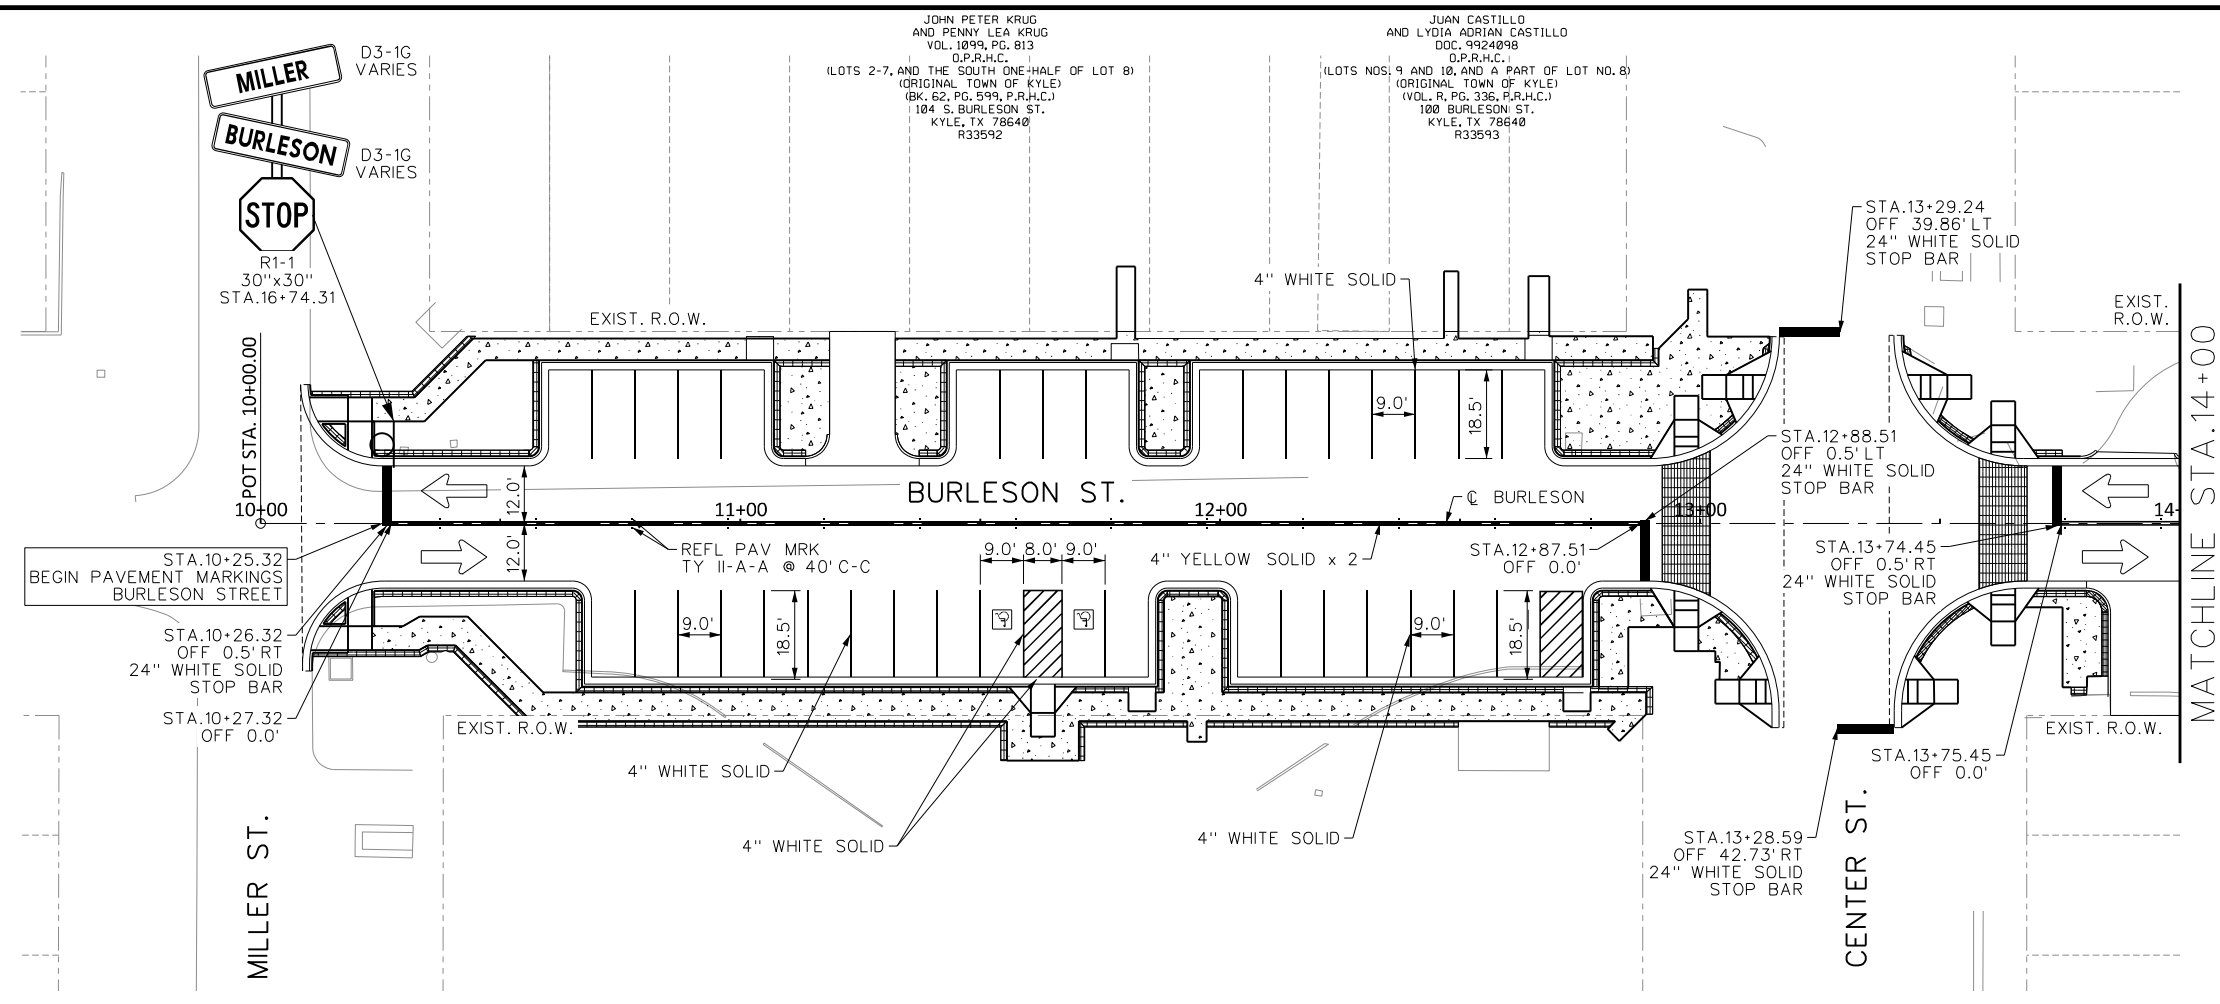 JOHN PETER KRUG
AND PENNY LEA KRUG
VOL. 1099, PG. 813
O.P.R.H.C.
(LOTS 2-7, AND THE SOUTH ONE-HALF OF LOT 8)
(ORIGINAL TOWN OF KYLE)
(BK. 62, PG. 599, P.R.H.C.)
104 S. BURLESON ST.
KYLE, TX 78640
R33592
JUAN CASTILLO
AND LYDIA ADRIAN CASTILLO
DOC. 9924098
O.P.R.H.C.
(LOTS NOS. 9 AND 10, AND A PART OF LOT NO. 8)
(ORIGINAL TOWN OF KYLE)
(VOL. R, PG. 336, P.R.H.C.)
100 BURLESON ST.
KYLE, TX 78640
R33593
MILLER
D3-1G
VARIES
BURLESON
D3-1G
VARIES
STOP
R1-1
30"x30"
STA.16+74.31
STA.13+29.24
OFF 39.86' LT
24" WHITE SOLID
STOP BAR
4" WHITE SOLID
EXIST. R.O.W.
EXIST.
R.O.W.
MATCHLINE STA.14+00
POT STA. 10+00.00
9.0'
18.5'
STA.12+88.51
OFF 0.5' LT
24" WHITE SOLID
STOP BAR
12.0'
BURLESON ST.
℄ BURLESON
10+00
11+00
12+00
13+00
14+
12.0'
STA.10+25.32
BEGIN PAVEMENT MARKINGS
BURLESON STREET
REFL PAV MRK
TY II-A-A @ 40' C-C
9.0'
8.0'
9.0'
4" YELLOW SOLID x 2
STA.12+87.51
OFF 0.0'
STA.13+74.45
OFF 0.5' RT
24" WHITE SOLID
STOP BAR
STA.10+26.32
OFF 0.5' RT
24" WHITE SOLID
STOP BAR
9.0'
18.5'
9.0'
18.5'
STA.10+27.32
OFF 0.0'
EXIST. R.O.W.
EXIST. R.O.W.
STA.13+75.45
OFF 0.0'
4" WHITE SOLID
4" WHITE SOLID
4" WHITE SOLID
STA.13+28.59
OFF 42.73' RT
24" WHITE SOLID
STOP BAR
MILLER ST.
CENTER ST.